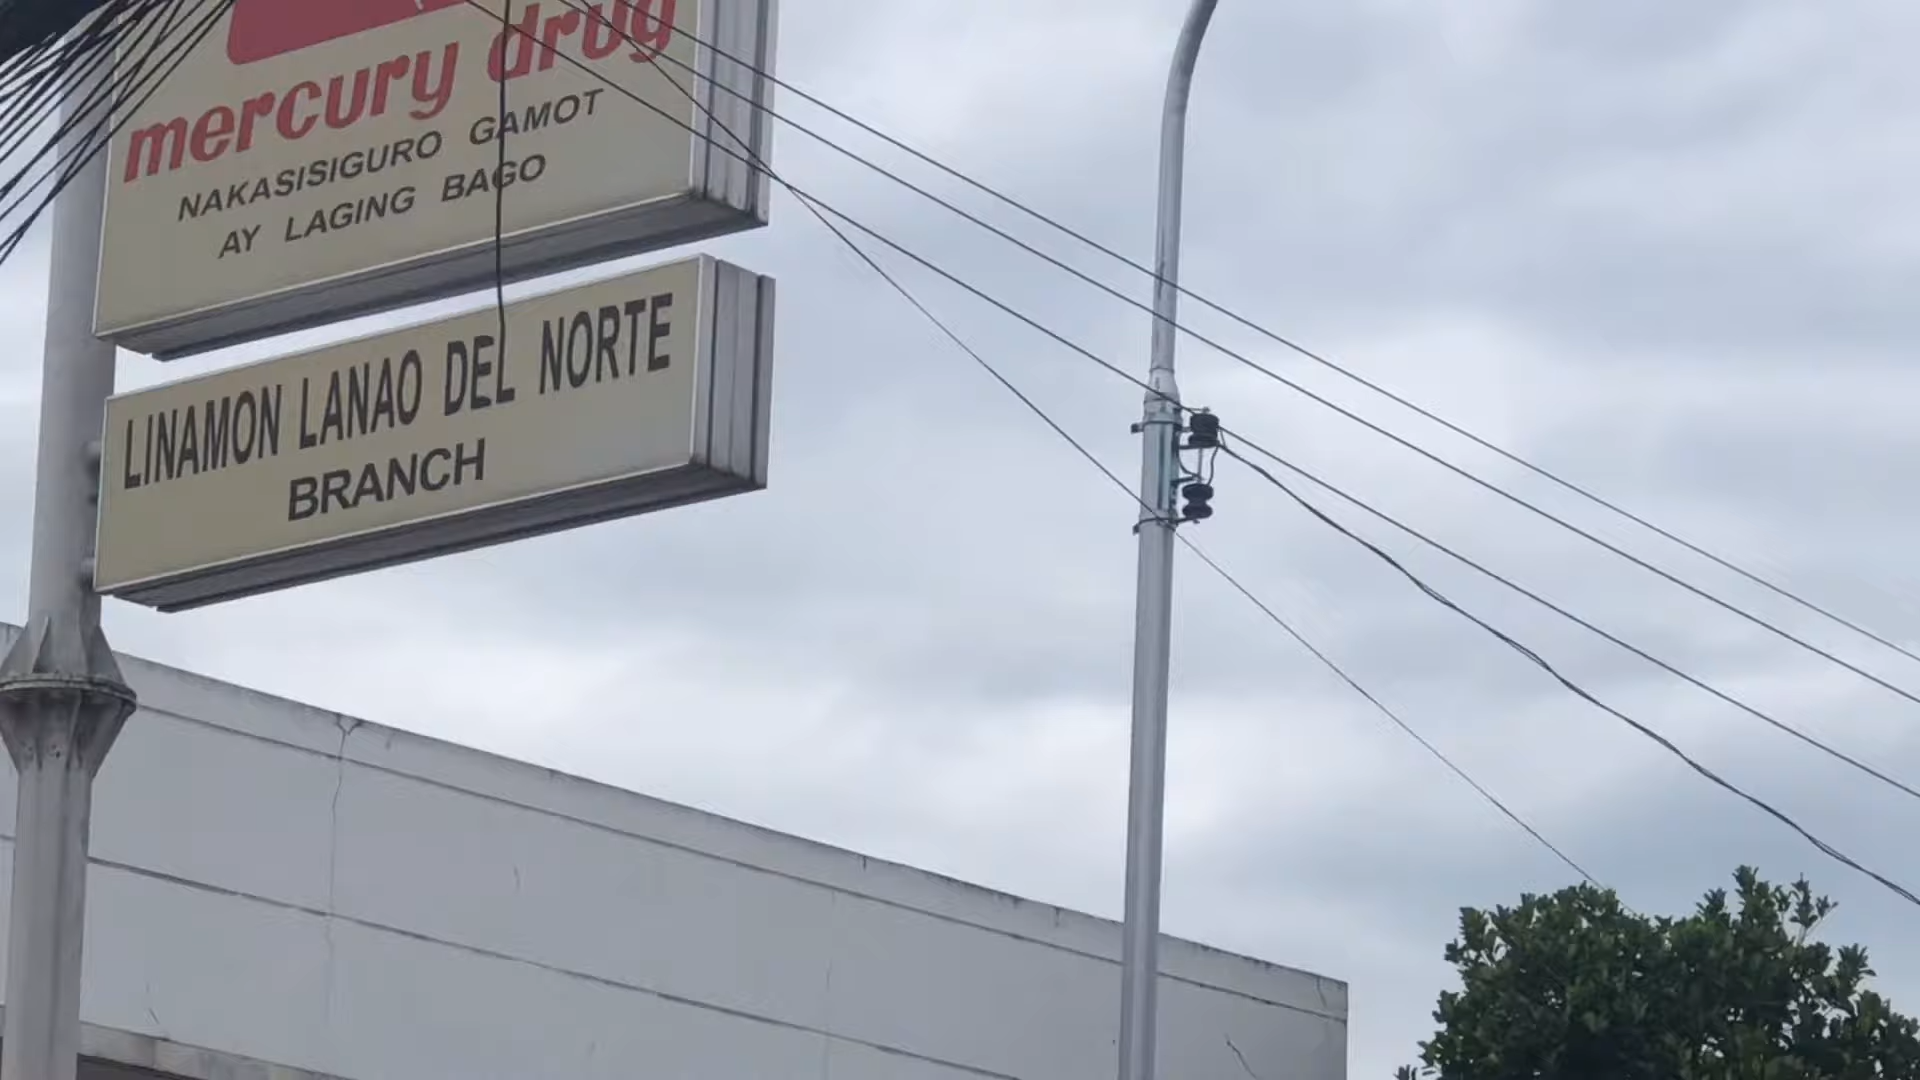 mercury drug
NAKASISIGURO GAMOT
AY LAGING BAGO
LINAMON LANAO DEL NORTE
BRANCH